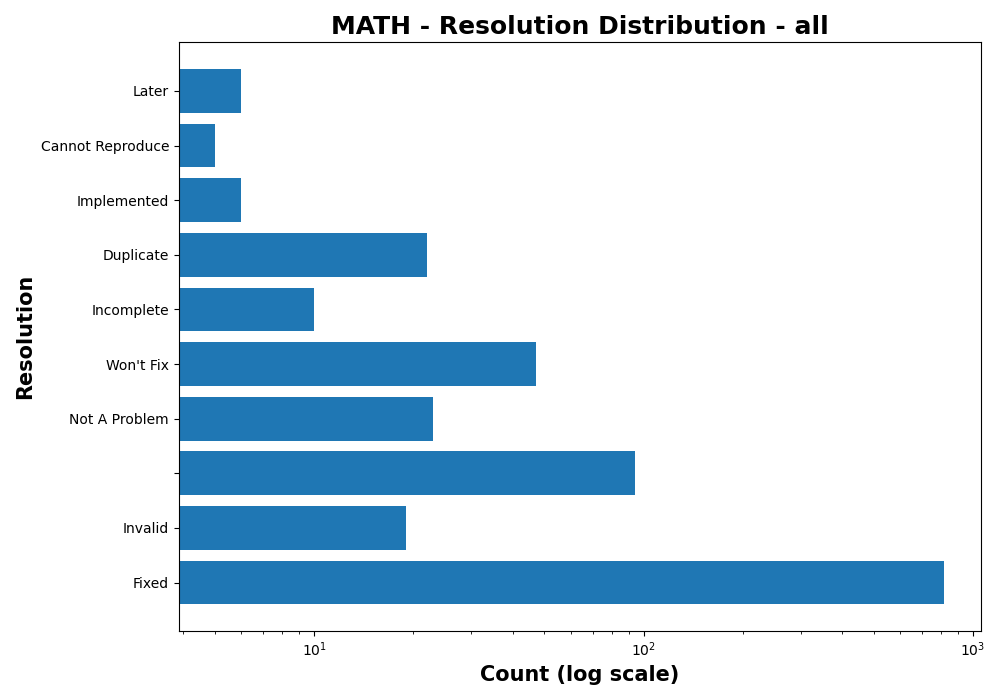 MATH - Resolution Distribution - all
Later
Cannot Reproduce
Implemented
Duplicate
Incomplete
Won't Fix
Not A Problem
Invalid
Fixed
Resolution
10¹ 10² 10³
Count (log scale)